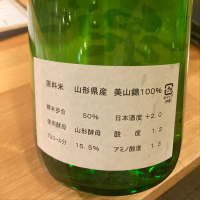 原料米 山形県産 美山錦100%
精米歩合 50% 日本酒度 +2.0
使用酵母 山形酵母 酸度 1.2
アルコール分 15.6% アミノ酸度 1.3